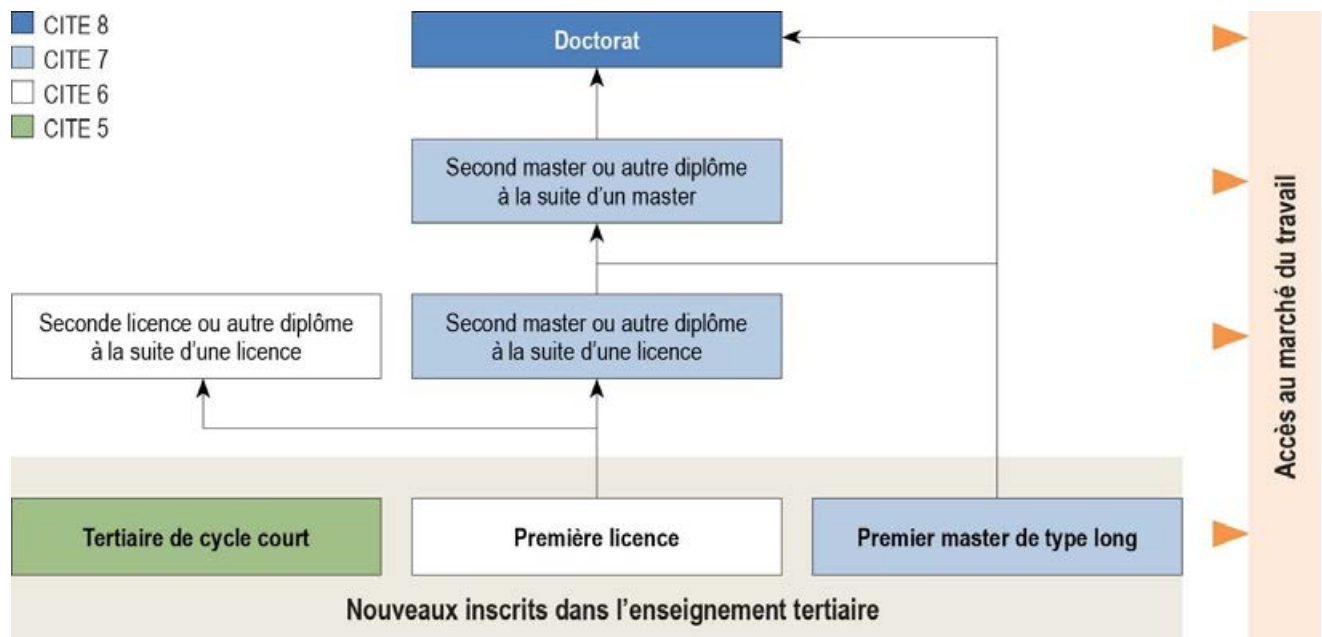 CITE 8
CITE 7
CITE 6
CITE 5
Doctorat
Second master ou autre diplôme
à la suite d'un master
Seconde licence ou autre diplôme
à la suite d'une licence
Second master ou autre diplôme
à la suite d'une licence
Tertiaire de cycle court
Première licence
Premier master de type long
Nouveaux inscrits dans l'enseignement tertiaire
Accès au marché du travail